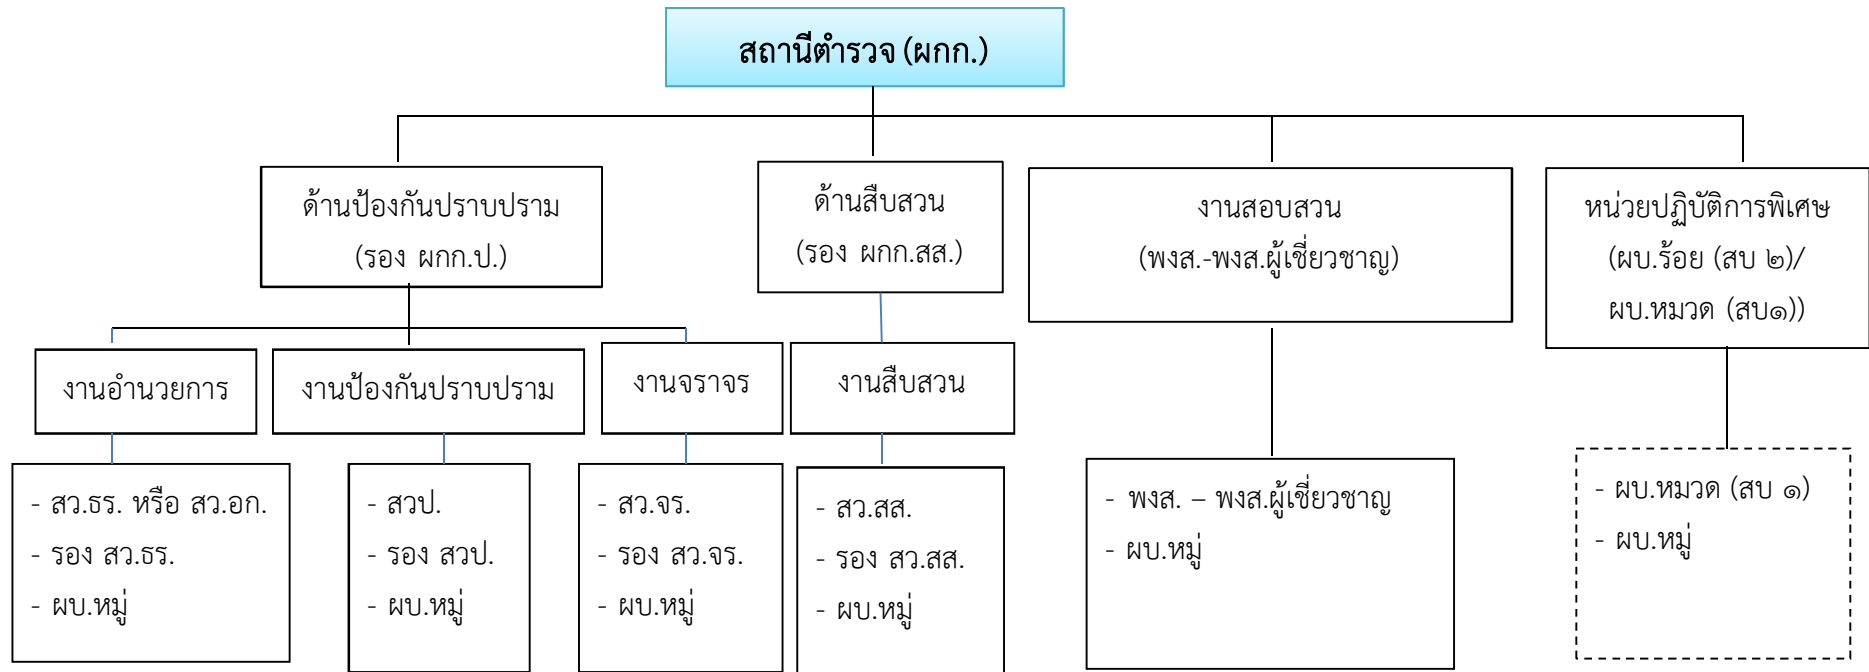 สถานีตำรวจ (ผกก.)
ด้านป้องกันปราบปราม
(รอง ผกก.ป.)
ด้านสืบสวน
(รอง ผกก.สส.)
งานสอบสวน
(พงส.-พงส.ผู้เชี่ยวชาญ)
หน่วยปฏิบัติการพิเศษ
(ผบ.ร้อย (สบ ๒)/
ผบ.หมวด (สบ๑))
งานอำนวยการ
งานป้องกันปราบปราม
งานจราจร
งานสืบสวน
- สว.ธร. หรือ สว.อก.
- รอง สว.ธร.
- ผบ.หมู่
- สวป.
- รอง สวป.
- ผบ.หมู่
- สว.จร.
- รอง สว.จร.
- ผบ.หมู่
- สว.สส.
- รอง สว.สส.
- ผบ.หมู่
- พงส. – พงส.ผู้เชี่ยวชาญ
- ผบ.หมู่
- ผบ.หมวด (สบ ๑)
- ผบ.หมู่